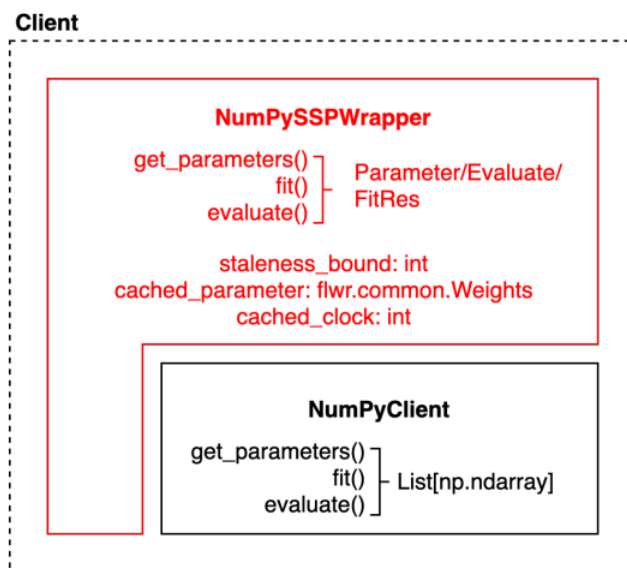 Client
NumPySSPWrapper
get_parameters()
fit()
evaluate()
Parameter/Evaluate/
FitRes
staleness_bound: int
cached_parameter: flwr.common.Weights
cached_clock: int
NumPyClient
get_parameters()
fit()
evaluate()
List[np.ndarray]